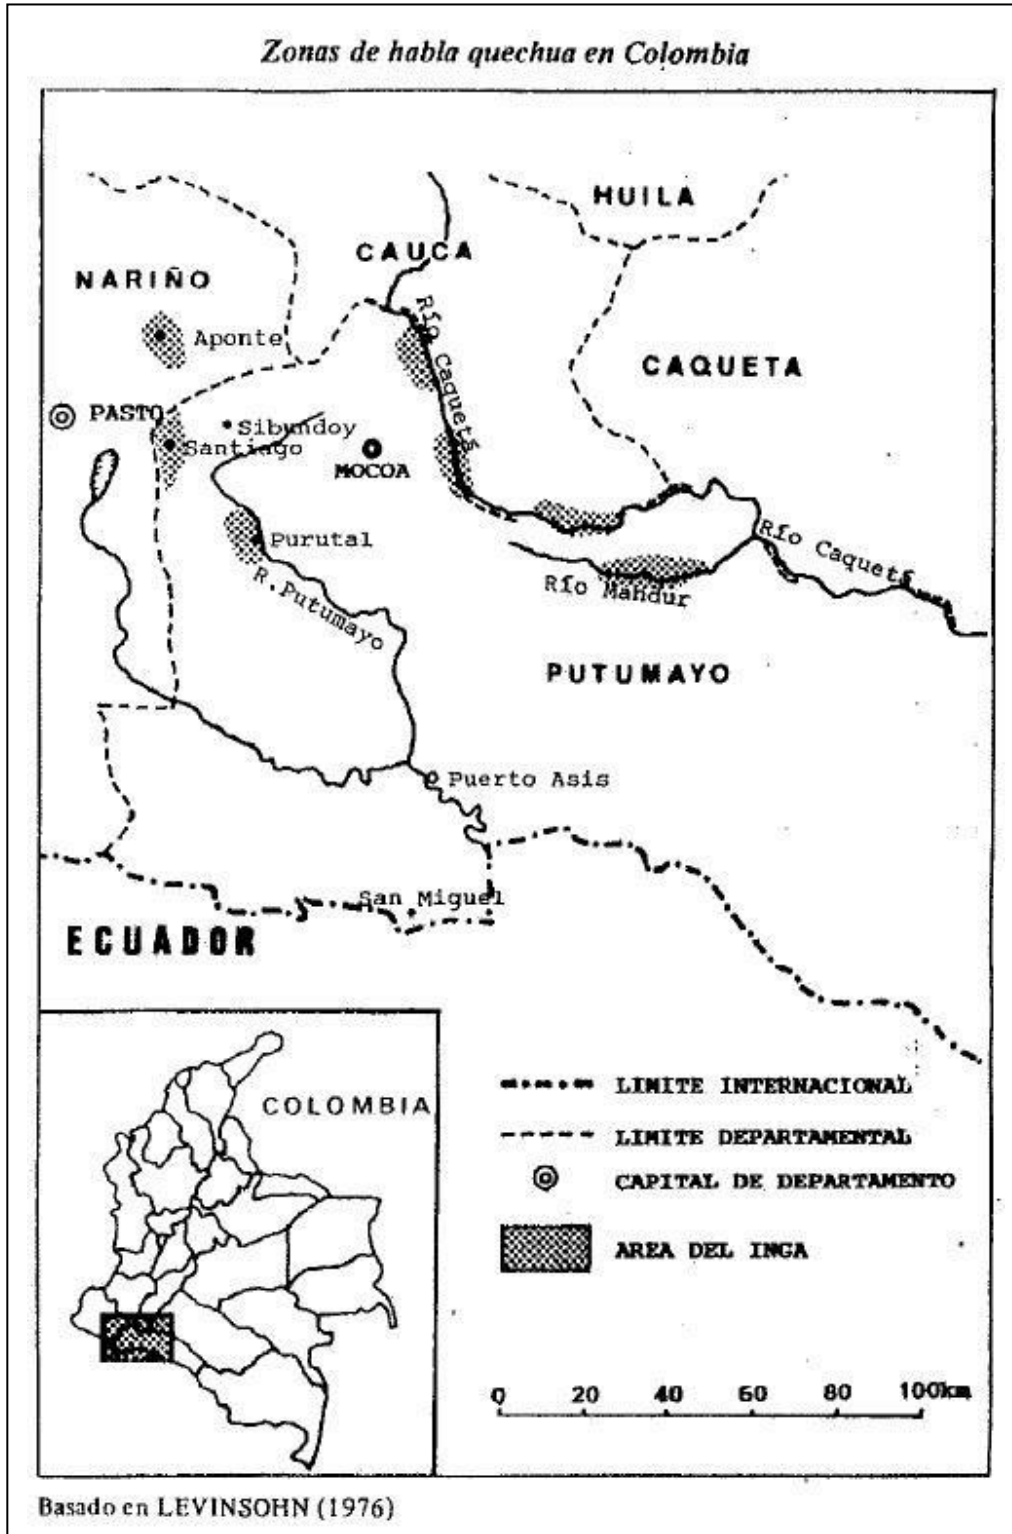 Zonas de habla quechua en Colombia
HUILA
CAUCA
NARIÑO
Río Caquetá
Aponte
CAQUETA
PASTO
Sibundoy
Santiago
MOCOA
Purutal
Río Caquetá
R. Putumayo
Río Mandur
PUTUMAYO
Puerto Asis
San Miguel
ECUADOR
COLOMBIA
LIMITE INTERNACIONAL
LIMITE DEPARTAMENTAL
CAPITAL DE DEPARTAMENTO
AREA DEL INGA
0 20 40 60 80 100km
Basado en LEVINSOHN (1976)